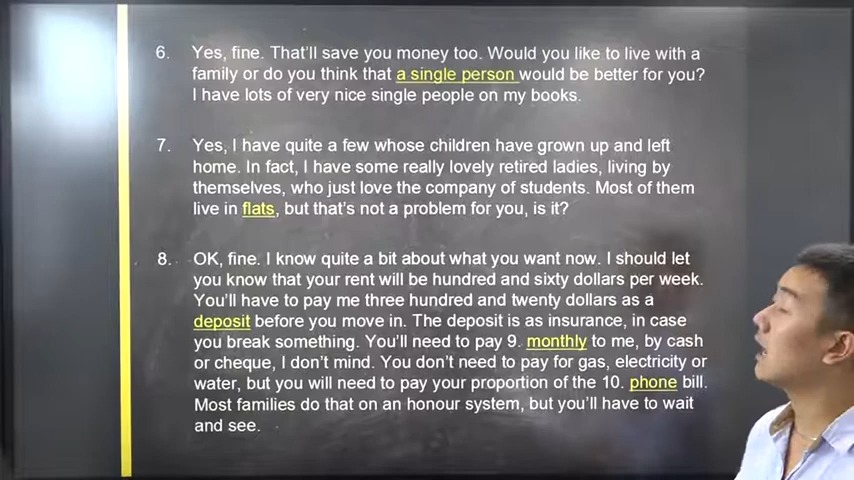 6. Yes, fine. That'll save you money too. Would you like to live with a
family or do you think that a single person would be better for you?
I have lots of very nice single people on my books.
7. Yes, I have quite a few whose children have grown up and left
home. In fact, I have some really lovely retired ladies, living by
themselves, who just love the company of students. Most of them
live in flats, but that's not a problem for you, is it?
8. OK, fine. I know quite a bit about what you want now. I should let
you know that your rent will be hundred and sixty dollars per week.
You'll have to pay me three hundred and twenty dollars as a
deposit before you move in. The deposit is as insurance, in case
you break something. You'll need to pay 9. monthly to me, by cash
or cheque, I don't mind. You don't need to pay for gas, electricity or
water, but you will need to pay your proportion of the 10. phone bill.
Most families do that on an honour system, but you'll have to wait
and see.